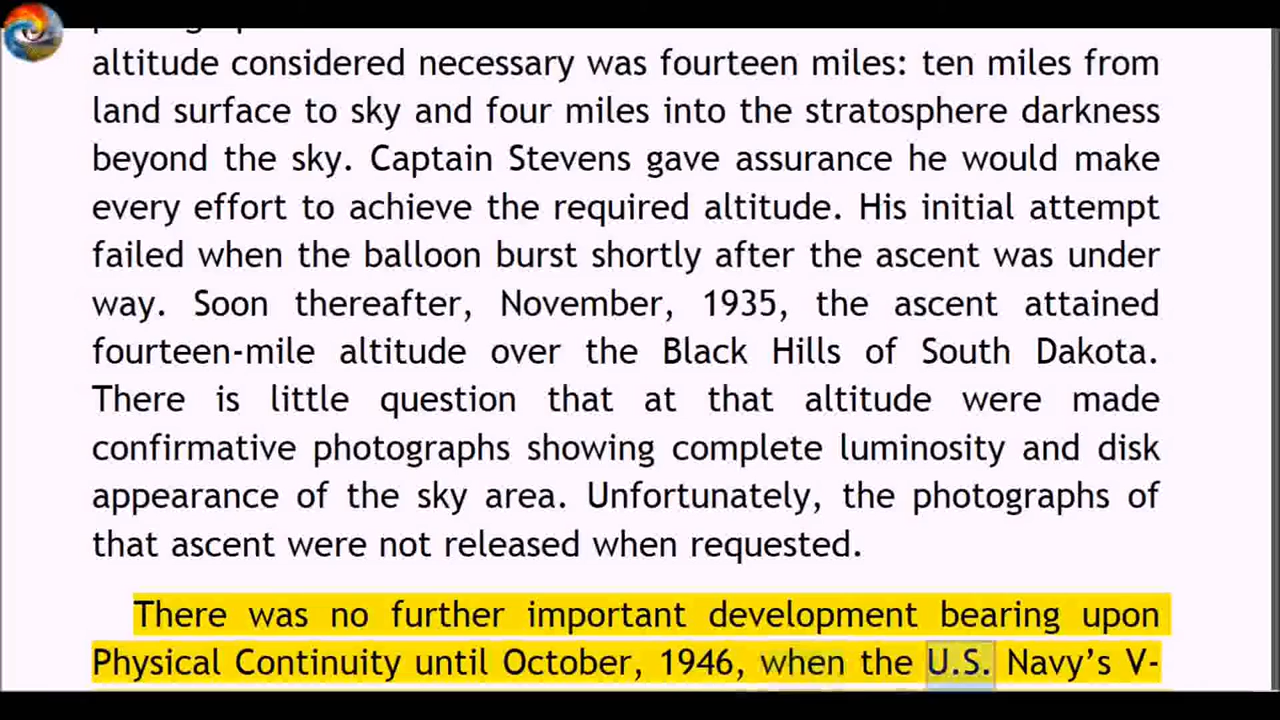 altitude considered necessary was fourteen miles: ten miles from
land surface to sky and four miles into the stratosphere darkness
beyond the sky. Captain Stevens gave assurance he would make
every effort to achieve the required altitude. His initial attempt
failed when the balloon burst shortly after the ascent was under
way. Soon thereafter, November, 1935, the ascent attained
fourteen-mile altitude over the Black Hills of South Dakota.
There is little question that at that altitude were made
confirmative photographs showing complete luminosity and disk
appearance of the sky area. Unfortunately, the photographs of
that ascent were not released when requested.
There was no further important development bearing upon
Physical Continuity until October, 1946, when the U.S. Navy’s V-